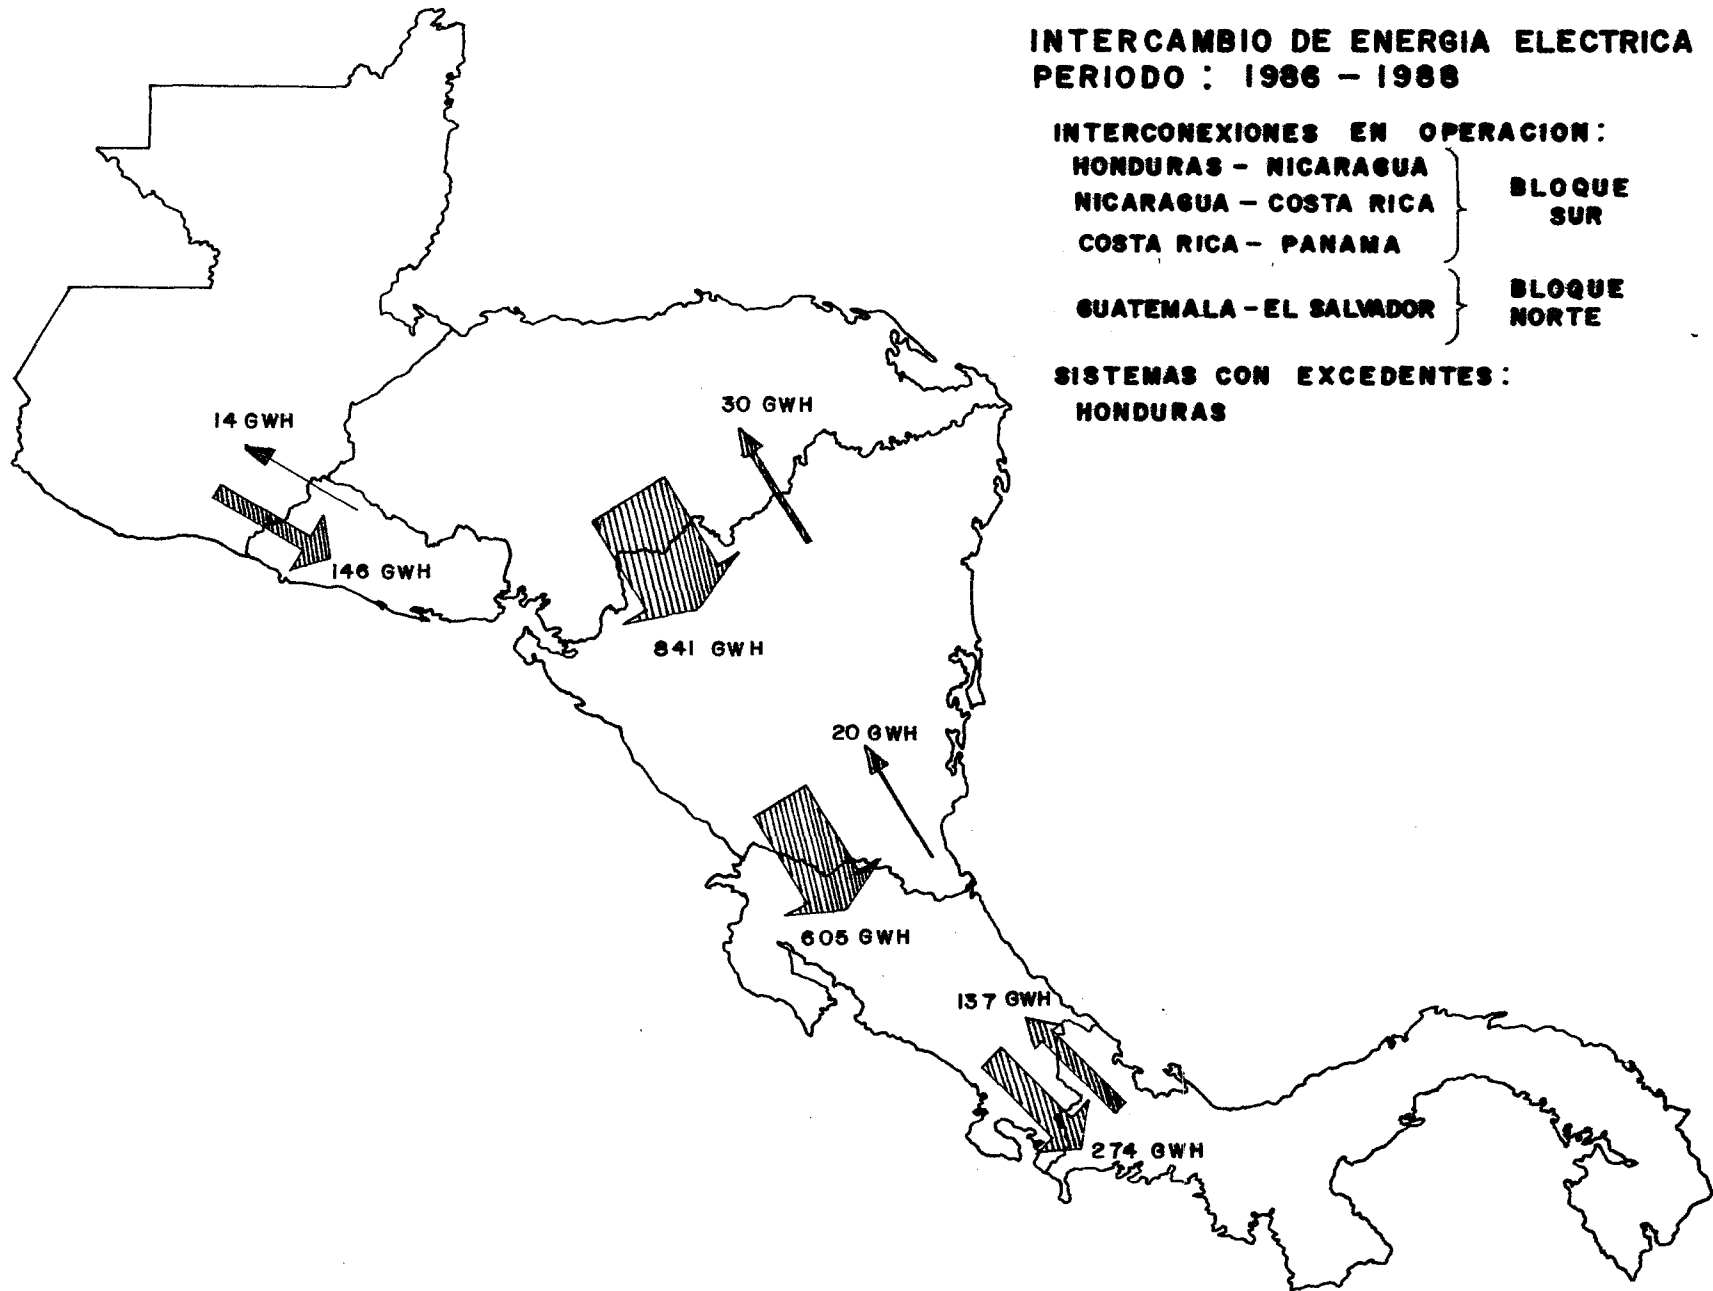 INTERCAMBIO DE ENERGIA ELECTRICA
PERIODO : 1986 - 1988
INTERCONEXIONES EN OPERACION:
HONDURAS - NICARAGUA
NICARAGUA - COSTA RICA
COSTA RICA - PANAMA
BLOQUE
SUR
GUATEMALA - EL SALVADOR
BLOQUE
NORTE
SISTEMAS CON EXCEDENTES:
HONDURAS
14 GWH
30 GWH
146 GWH
841 GWH
20 GWH
605 GWH
137 GWH
274 GWH